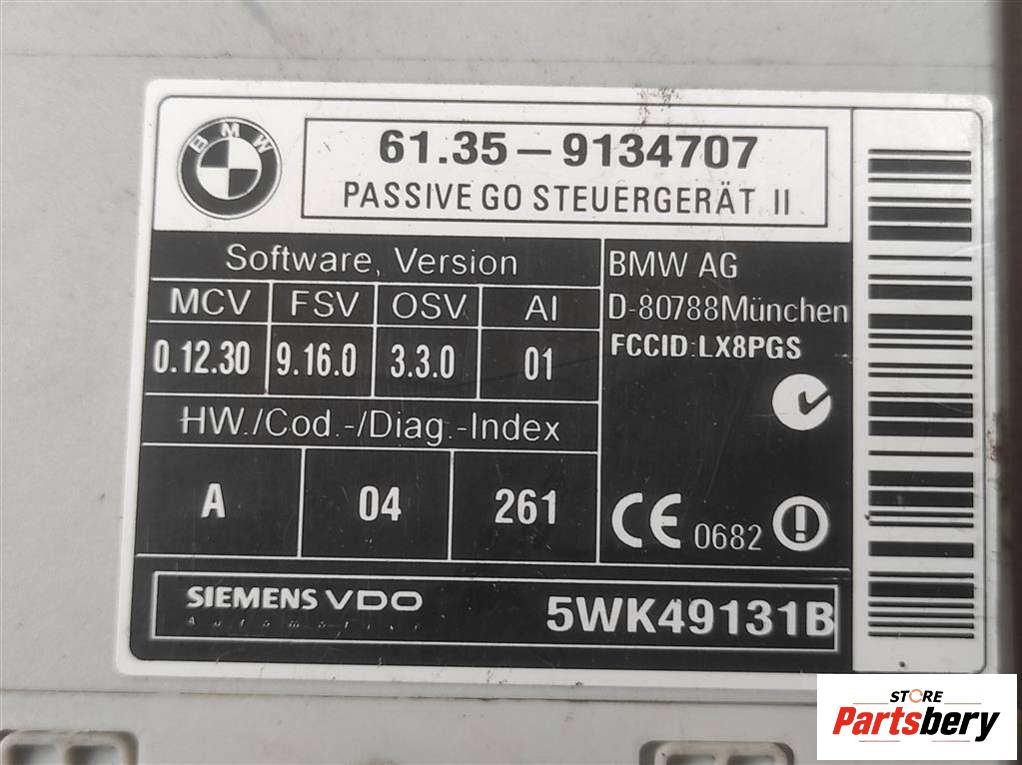 BMW
61.35-9134707
PASSIVE GO STEUERGERÄT II
Software, Version
MCV FSV OSV AI
0.12.30 9.16.0 3.3.0 01
HW./Cod.-/Diag.-Index
A 04 261
BMW AG
D-80788München
FCCID:LX8PGS
CE 0682
SIEMENS VDO
Automotive
5WK49131B
STORE
Partsbery